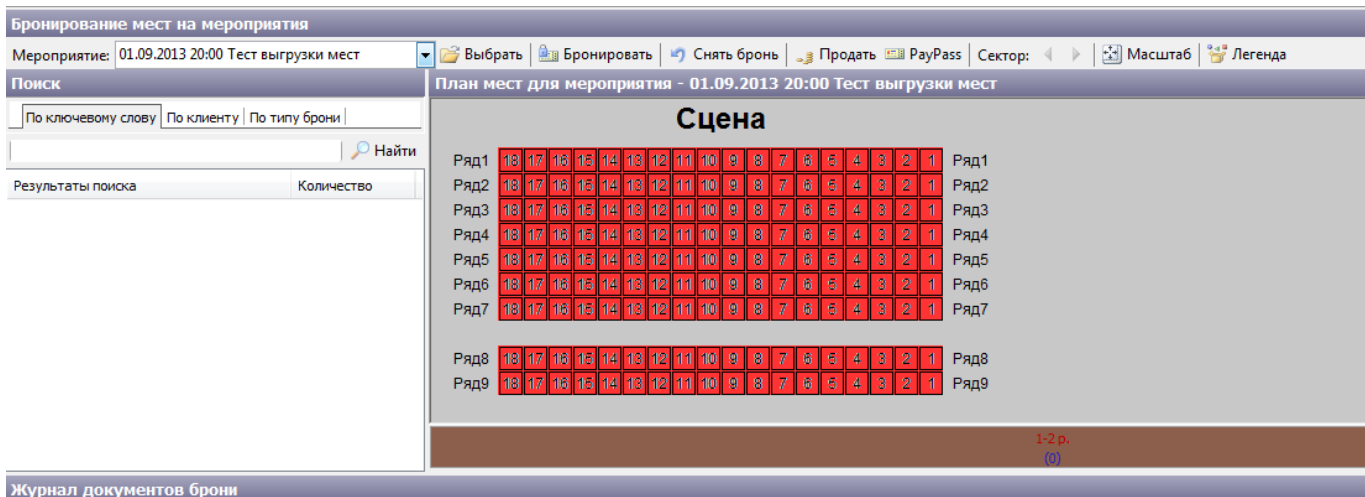 Бронирование мест на мероприятия
Мероприятие: 01.09.2013 20:00 Тест выгрузки мест Выбрать Бронировать Снять бронь Продать PayPass Сектор: Масштаб Легенда
Поиск
План мест для мероприятия - 01.09.2013 20:00 Тест выгрузки мест
По ключевому слову По клиенту По типу брони
Найти
Результаты поиска Количество
Сцена
Ряд1 18 17 16 15 14 13 12 11 10 9 8 7 6 5 4 3 2 1 Ряд1
Ряд2 18 17 16 15 14 13 12 11 10 9 8 7 6 5 4 3 2 1 Ряд2
Ряд3 18 17 16 15 14 13 12 11 10 9 8 7 6 5 4 3 2 1 Ряд3
Ряд4 18 17 16 15 14 13 12 11 10 9 8 7 6 5 4 3 2 1 Ряд4
Ряд5 18 17 16 15 14 13 12 11 10 9 8 7 6 5 4 3 2 1 Ряд5
Ряд6 18 17 16 15 14 13 12 11 10 9 8 7 6 5 4 3 2 1 Ряд6
Ряд7 18 17 16 15 14 13 12 11 10 9 8 7 6 5 4 3 2 1 Ряд7
Ряд8 18 17 16 15 14 13 12 11 10 9 8 7 6 5 4 3 2 1 Ряд8
Ряд9 18 17 16 15 14 13 12 11 10 9 8 7 6 5 4 3 2 1 Ряд9
1-2 р.
(0)
Журнал документов брони